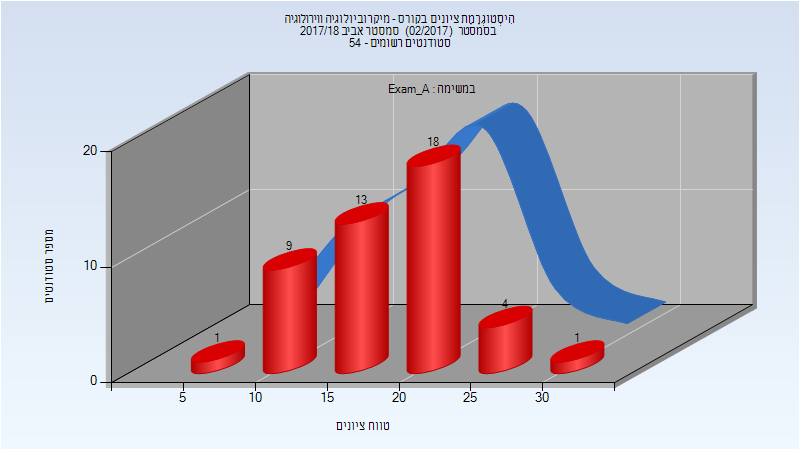 היסטוגרמת ציונים בקורס - מיקרוביולוגיה ווירולוגיה
בסמסטר (02/2017) סמסטר אביב 2017/18
סטודנטים רשומים - 54
במשימה : Exam_A
20
10
0
מספר סטודנטים
1
9
13
18
4
1
5
10
15
20
25
30
טווח ציונים